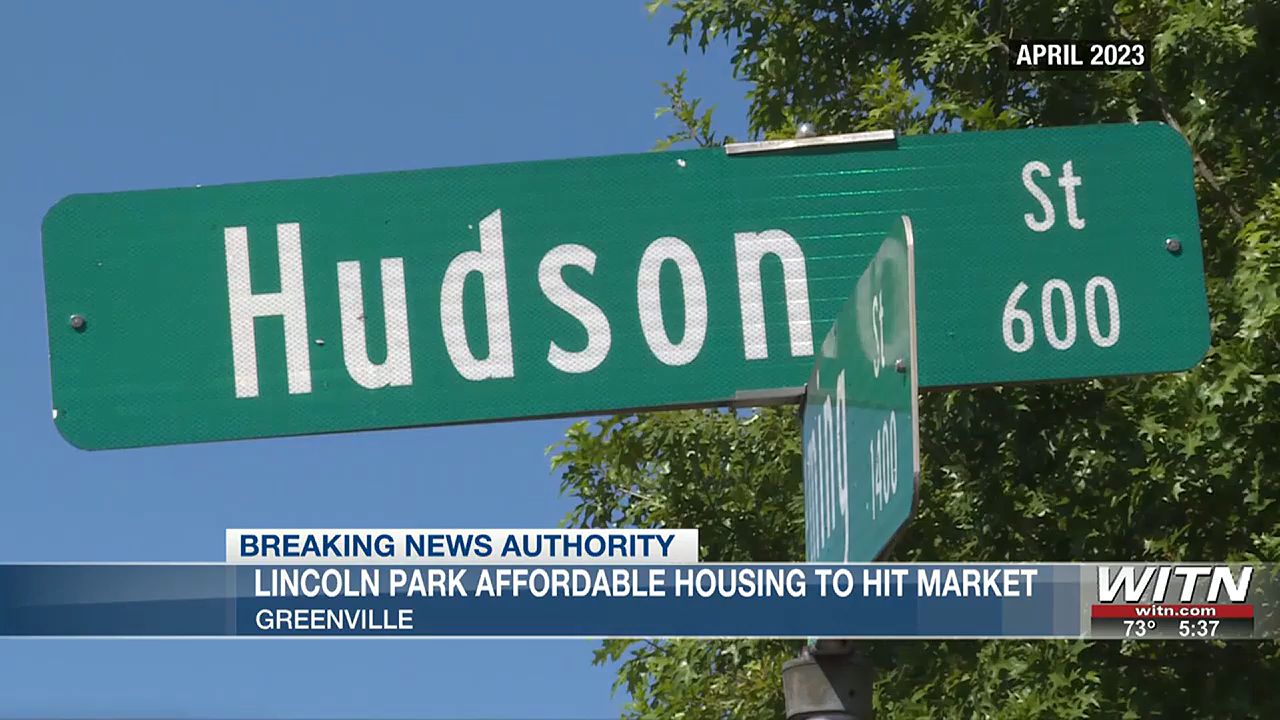 APRIL 2023
Hudson
St
600
St
1400
BREAKING NEWS AUTHORITY
LINCOLN PARK AFFORDABLE HOUSING TO HIT MARKET
GREENVILLE
WITN
witn.com
73° 5:37